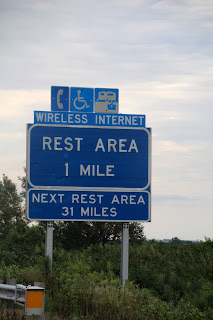 WIRELESS INTERNET
REST AREA
1 MILE
NEXT REST AREA
31 MILES